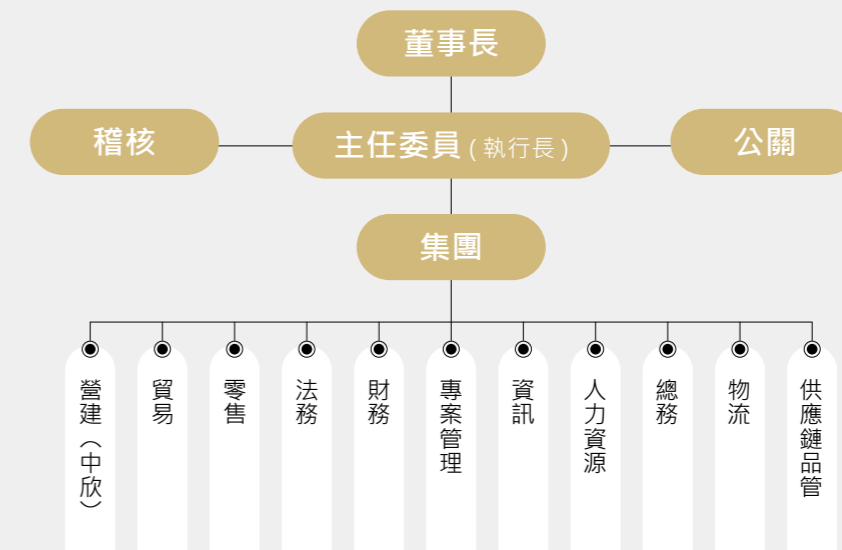 董事長
稽核
主任委員 ( 執行長 )
公關
集團
營建（中欣）
貿易
零售
法務
財務
專案管理
資訊
人力資源
總務
物流
供應鏈品管